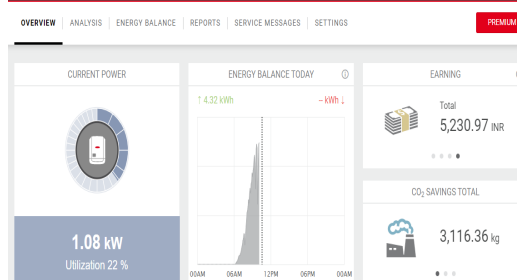 OVERVIEW ANALYSIS ENERGY BALANCE REPORTS SERVICE MESSAGES SETTINGS PREMIUM
CURRENT POWER
1.08 kW
Utilization 22 %
ENERGY BALANCE TODAY
↑ 4.32 kWh – kWh ↓
00AM 06AM 12PM 06PM 00AM
EARNING
Total
5,230.97 INR
CO₂ SAVINGS TOTAL
3,116.36 kg